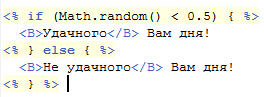 <% if (Math.random() < 0.5) { %>
<B>Удачного</B> Вам дня!
<% } else { %>
<B>Не удачного</B> Вам дня!
<% } %>